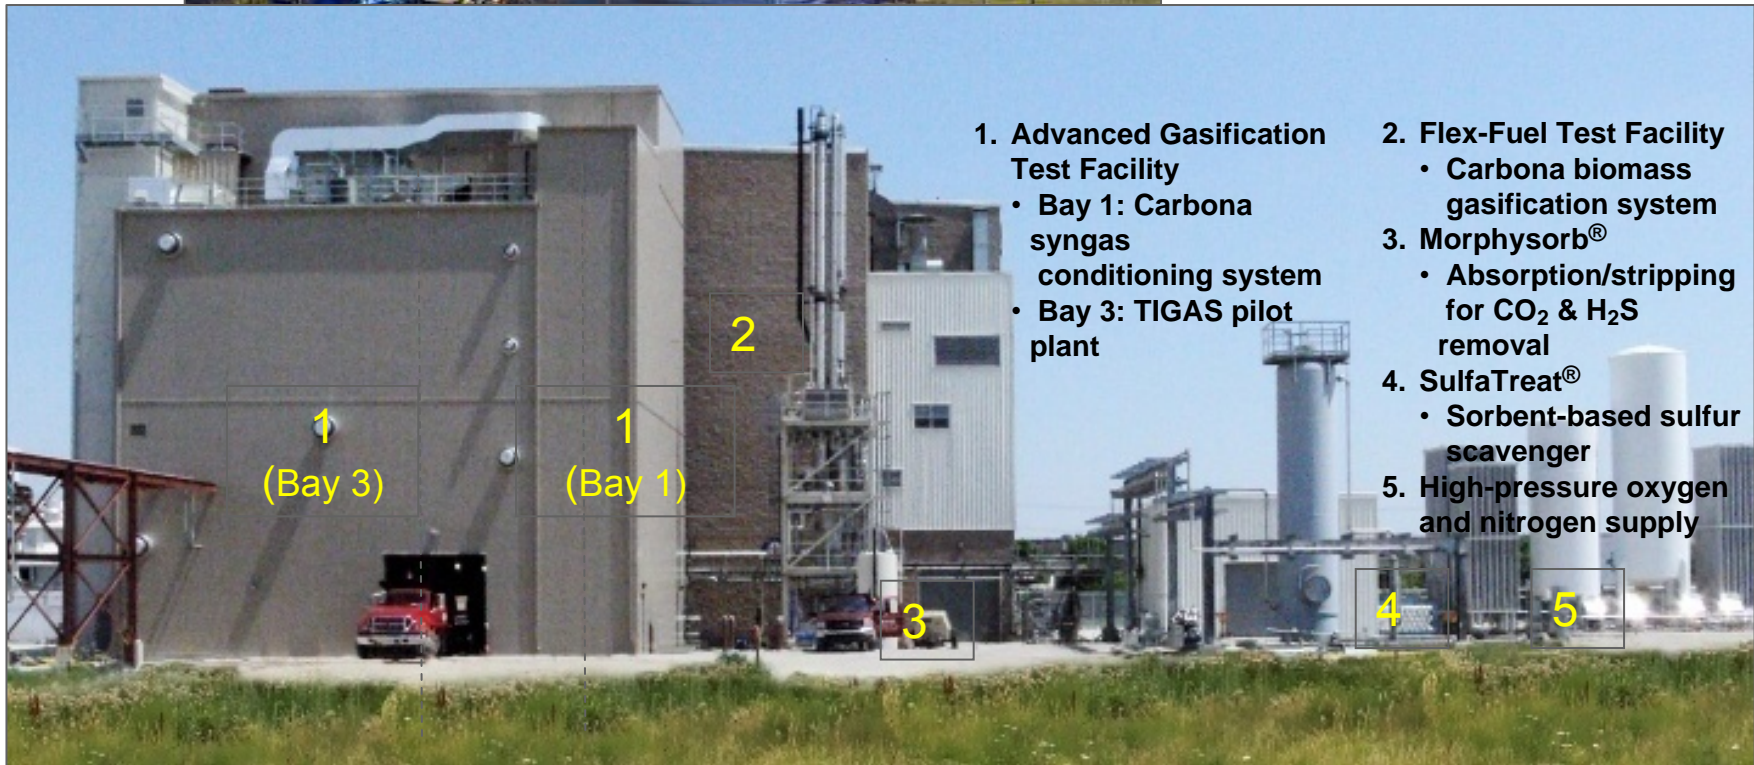 1. Advanced Gasification
Test Facility
• Bay 1: Carbona
syngas
conditioning system
• Bay 3: TIGAS pilot
plant
2. Flex-Fuel Test Facility
• Carbona biomass
gasification system
3. Morphysorb®
• Absorption/stripping
for CO₂ & H₂S
removal
4. SulfaTreat®
• Sorbent-based sulfur
scavenger
5. High-pressure oxygen
and nitrogen supply
2
1
(Bay 3)
1
(Bay 1)
3
4
5